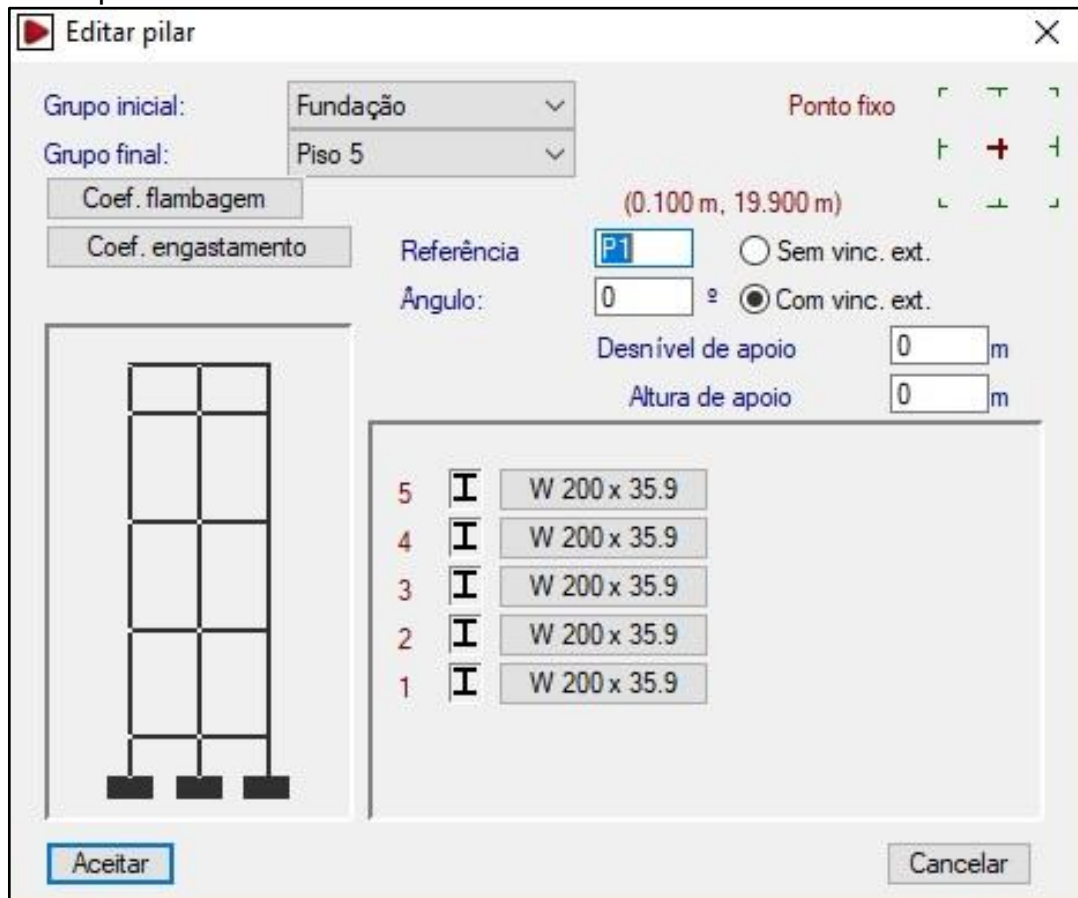 Editar pilar
Grupo inicial: Fundação Ponto fixo
Grupo final: Piso 5
Coef. flambagem (0.100 m, 19.900 m)
Coef. engastamento Referência P1 Sem vinc. ext.
Ângulo: 0 º Com vinc. ext.
Desnível de apoio 0 m
Altura de apoio 0 m
5 W 200 x 35.9
4 W 200 x 35.9
3 W 200 x 35.9
2 W 200 x 35.9
1 W 200 x 35.9
Aceitar Cancelar